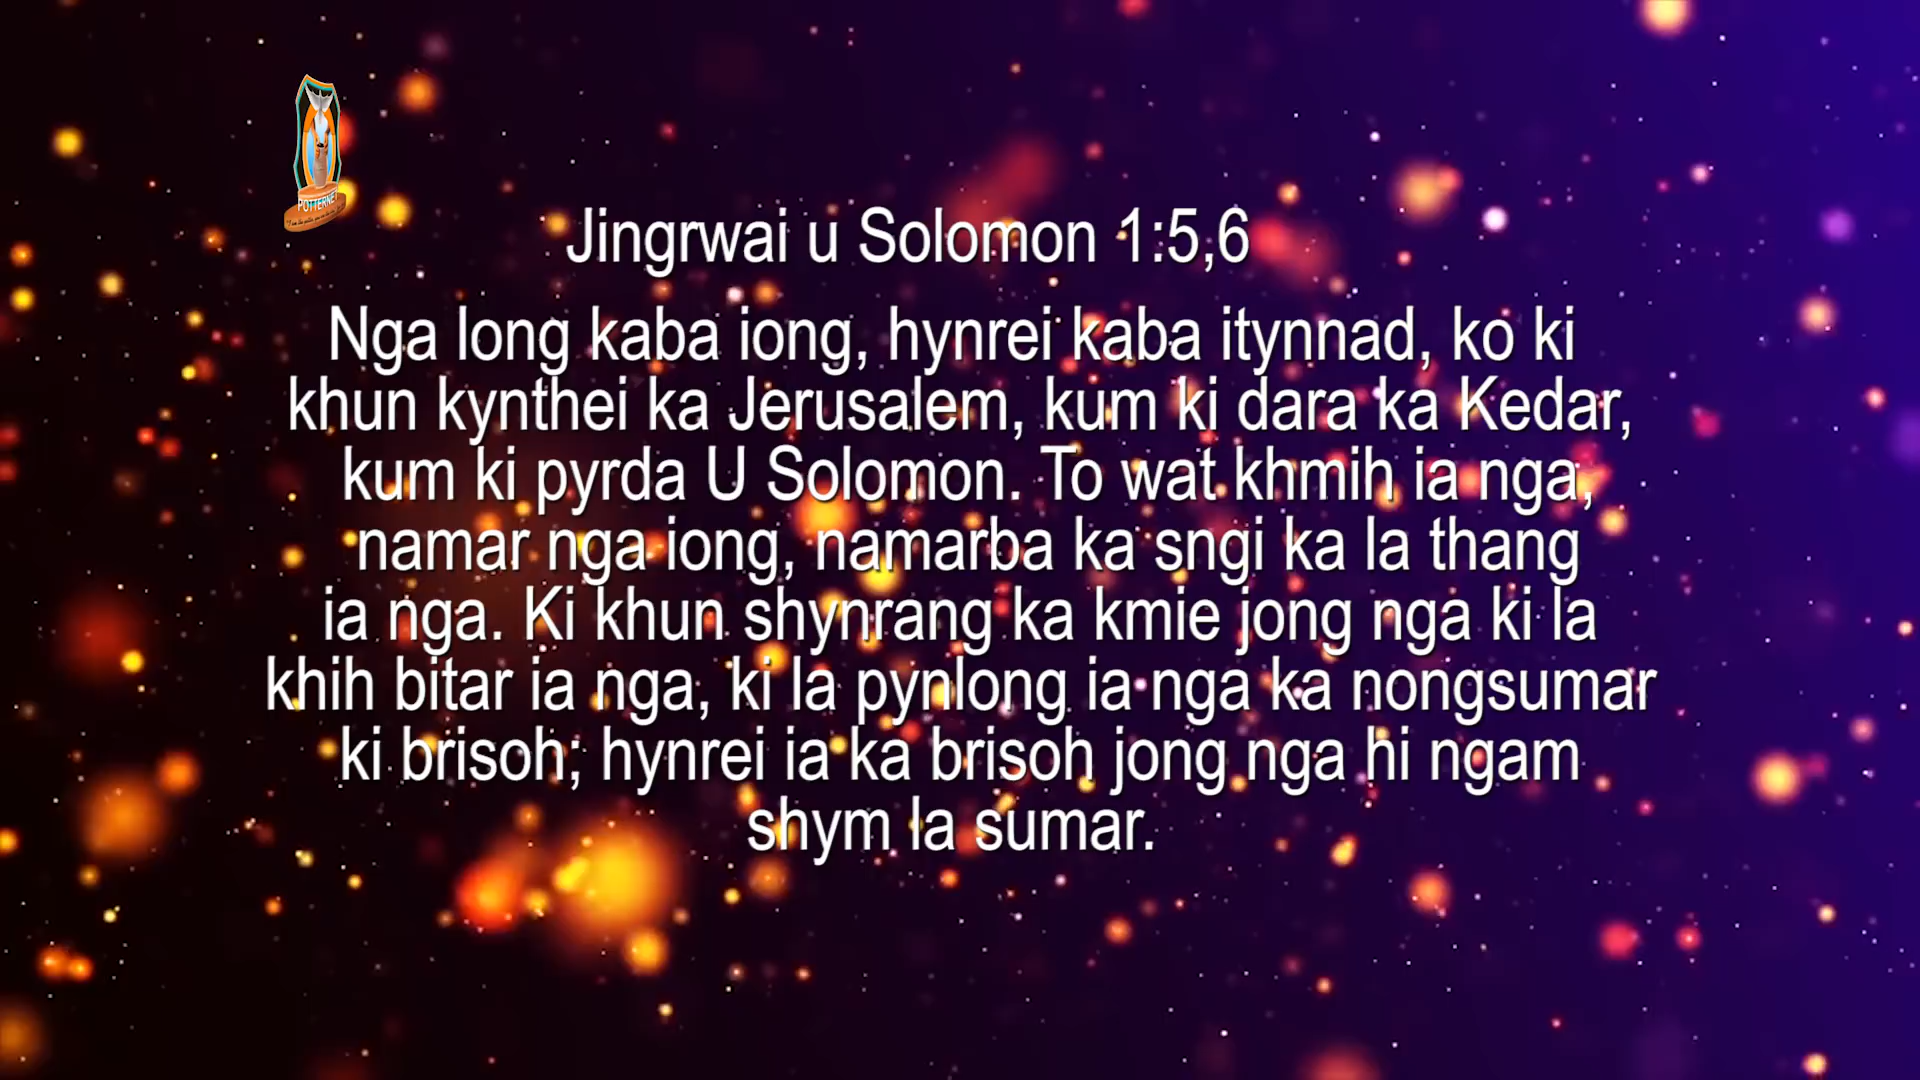 POTTERNET
Jingrwai u Solomon 1:5,6
Nga long kaba iong, hynrei kaba itynnad, ko ki
khun kynthei ka Jerusalem, kum ki dara ka Kedar,
kum ki pyrda U Solomon. To wat khmih ia nga,
namar nga iong, namarba ka sngi ka la thang
ia nga. Ki khun shynrang ka kmie jong nga ki la
khih bitar ia nga, ki la pynlong ia nga ka nongsumar
ki brisoh; hynrei ia ka brisoh jong nga hi ngam
shym la sumar.